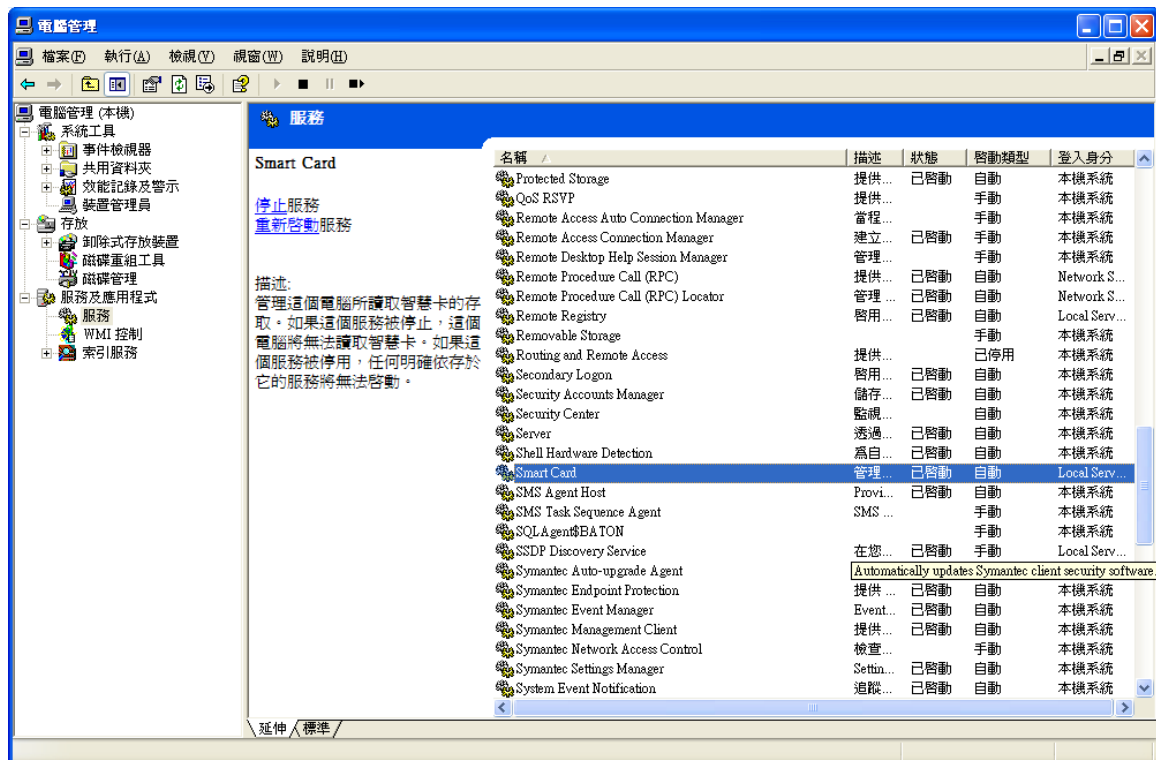 電腦管理
檔案(F) 執行(A) 檢視(V) 視窗(W) 說明(H)
電腦管理 (本機)
系統工具
事件檢視器
共用資料夾
效能記錄及警示
裝置管理員
存放
卸除式存放裝置
磁碟重組工具
磁碟管理
服務及應用程式
服務
WMI 控制
索引服務
服務
Smart Card
停止服務
重新啓動服務
描述:
管理這個電腦所讀取智慧卡的存
取。如果這個服務被停止，這個
電腦將無法讀取智慧卡。如果這
個服務被停用，任何明確依存於
它的服務將無法啓動。
名稱 描述 狀態 啓動類型 登入身分
Protected Storage 提供... 已啓動 自動 本機系統
QoS RSVP 提供... 手動 本機系統
Remote Access Auto Connection Manager 當程... 手動 本機系統
Remote Access Connection Manager 建立... 已啓動 手動 本機系統
Remote Desktop Help Session Manager 管理... 手動 本機系統
Remote Procedure Call (RPC) 提供... 已啓動 自動 Network S...
Remote Procedure Call (RPC) Locator 管理 ... 已啓動 自動 Network S...
Remote Registry 啓用... 已啓動 自動 Local Serv...
Removable Storage 手動 本機系統
Routing and Remote Access 提供... 已停用 本機系統
Secondary Logon 啓用... 已啓動 自動 本機系統
Security Accounts Manager 儲存... 已啓動 自動 本機系統
Security Center 監視... 自動 本機系統
Server 透過... 已啓動 自動 本機系統
Shell Hardware Detection 爲自... 已啓動 自動 本機系統
Smart Card 管理... 已啓動 自動 Local Serv...
SMS Agent Host Provi... 已啓動 自動 本機系統
SMS Task Sequence Agent SMS ... 手動 本機系統
SQLAgent$BATON 手動 本機系統
SSDP Discovery Service 在您... 已啓動 手動 Local Serv...
Symantec Auto-upgrade Agent Automatically updates Symantec client security software.
Symantec Endpoint Protection 提供 ... 已啓動 自動 本機系統
Symantec Event Manager Event... 已啓動 自動 本機系統
Symantec Management Client 提供... 已啓動 自動 本機系統
Symantec Network Access Control 檢查... 手動 本機系統
Symantec Settings Manager Settin... 已啓動 自動 本機系統
System Event Notification 追蹤... 已啓動 自動 本機系統
延伸 標準